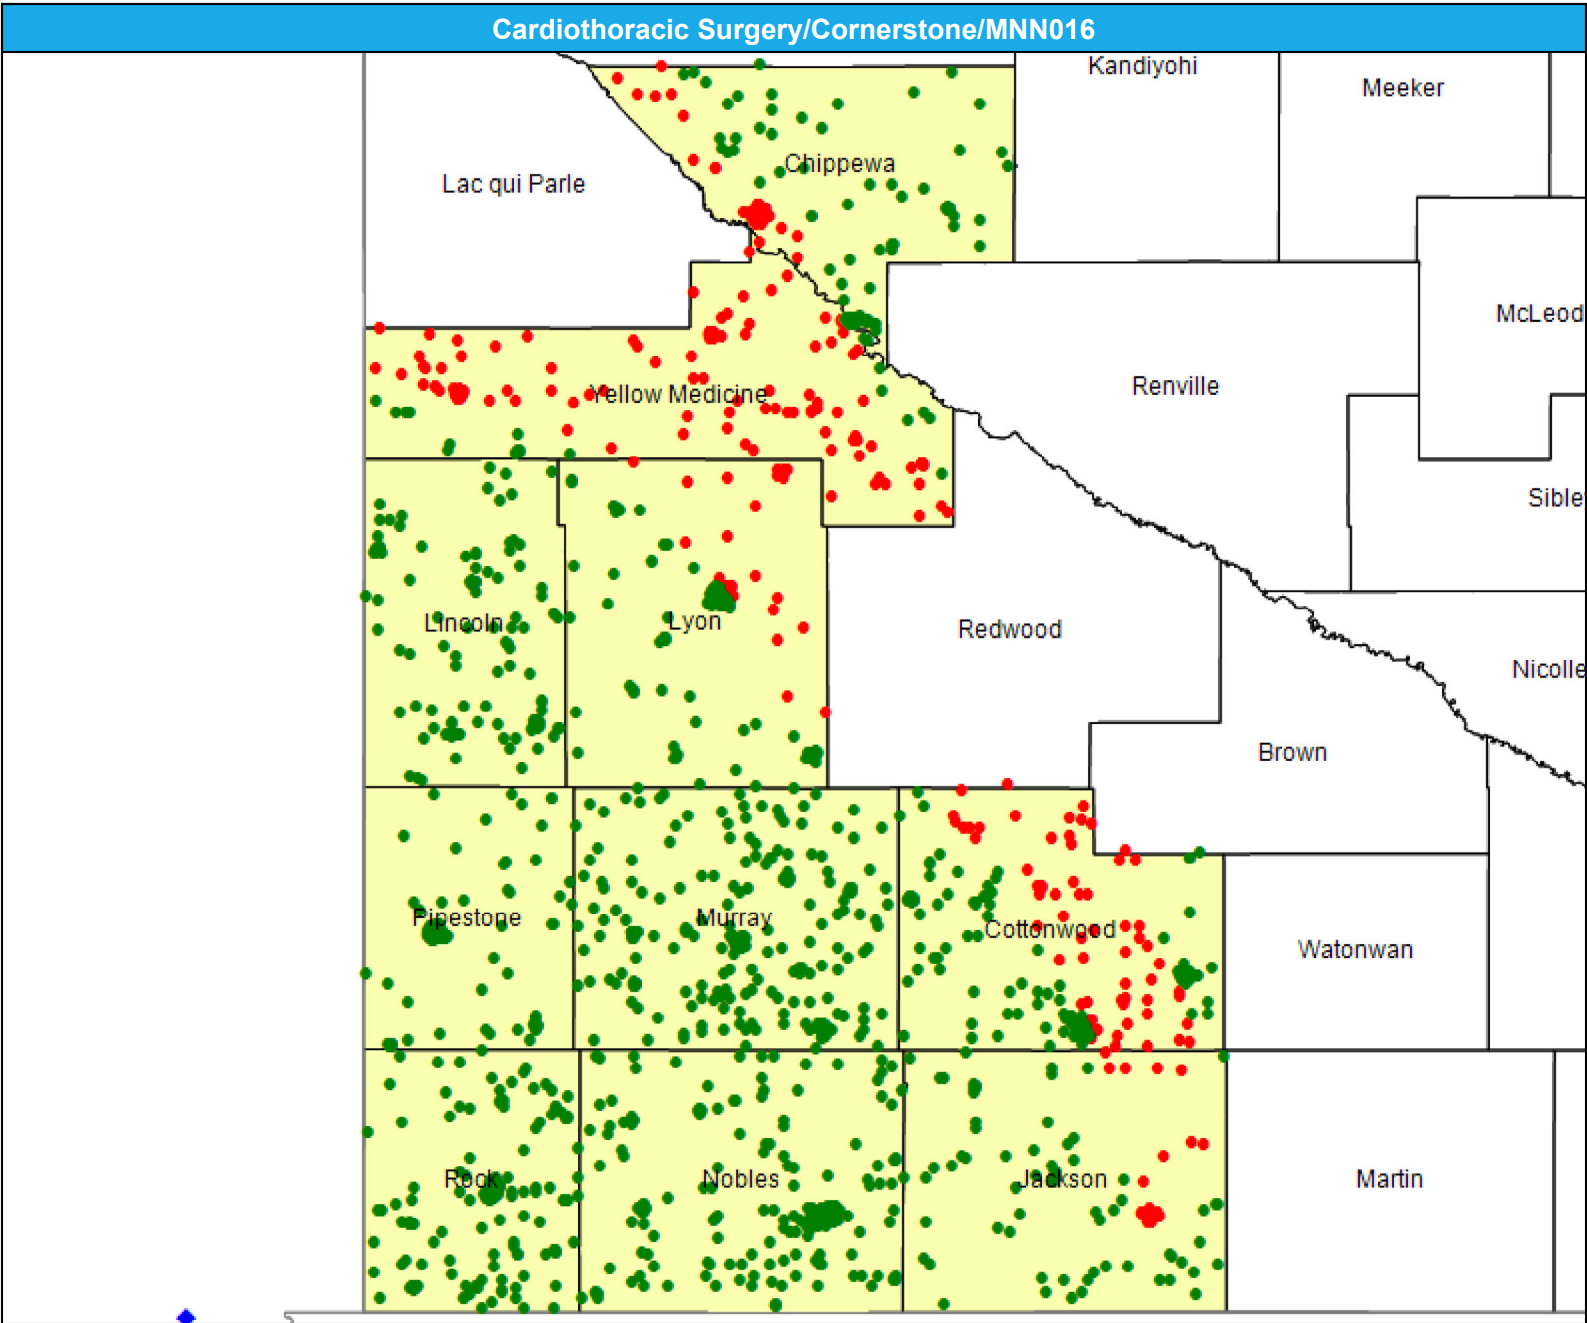 Cardiothoracic Surgery/Cornerstone/MNN016
Kandiyohi
Meeker
Chippewa
Lac qui Parle
McLeod
Renville
Yellow Medicine
Sible
Lincoln
Lyon
Redwood
Nicolle
Brown
Pipestone
Murray
Cottonwood
Watonwan
Rock
Nobles
Jackson
Martin